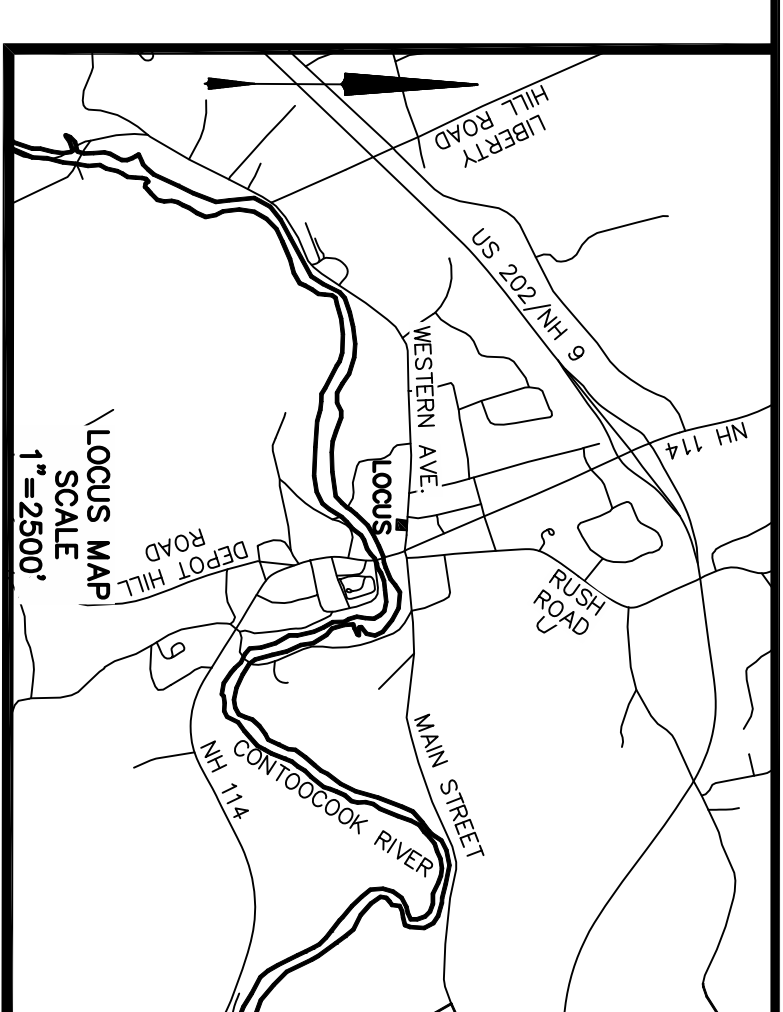 LIBERTY
HILL ROAD
US 202/NH 9
WESTERN AVE.
NH 114
LOCUS
DEPOT HILL
ROAD
RUSH
ROAD
MAIN STREET
NH 114
CONTOOCOOK RIVER
LOCUS MAP
SCALE
1"=2500'